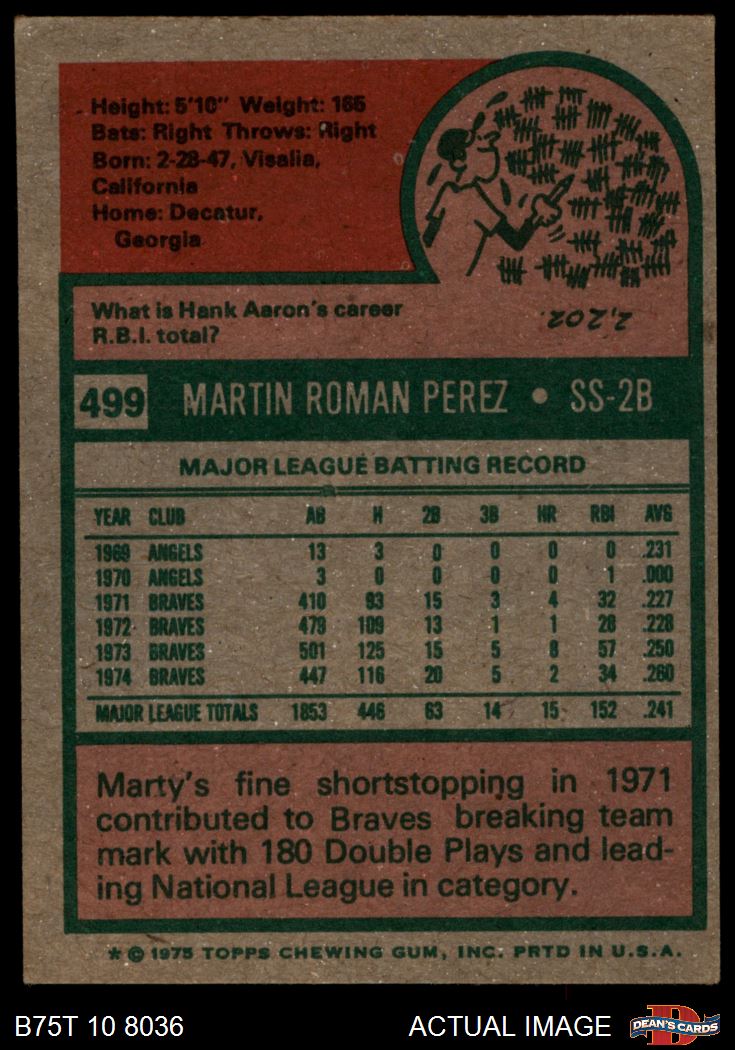 Height: 5'10" Weight: 165
Bats: Right Throws: Right
Born: 2-28-47, Visalia,
California
Home: Decatur,
Georgia
What is Hank Aaron's career
R.B.I. total?
2,202.
499 MARTIN ROMAN PEREZ • SS-2B
MAJOR LEAGUE BATTING RECORD
YEAR CLUB AB H 2B 3B HR RBI AVG
1969 ANGELS 13 3 0 0 0 0 .231
1970 ANGELS 3 0 0 0 0 1 .000
1971 BRAVES 410 93 15 3 4 32 .227
1972 BRAVES 479 109 13 1 1 28 .228
1973 BRAVES 501 125 15 5 8 57 .250
1974 BRAVES 447 116 20 5 2 34 .260
MAJOR LEAGUE TOTALS 1853 446 63 14 15 152 .241
Marty's fine shortstopping in 1971
contributed to Braves breaking team
mark with 180 Double Plays and lead-
ing National League in category.
* © 1975 TOPPS CHEWING GUM, INC. PRTD IN U.S.A.
B75T 10 8036 ACTUAL IMAGE DEAN'S CARDS